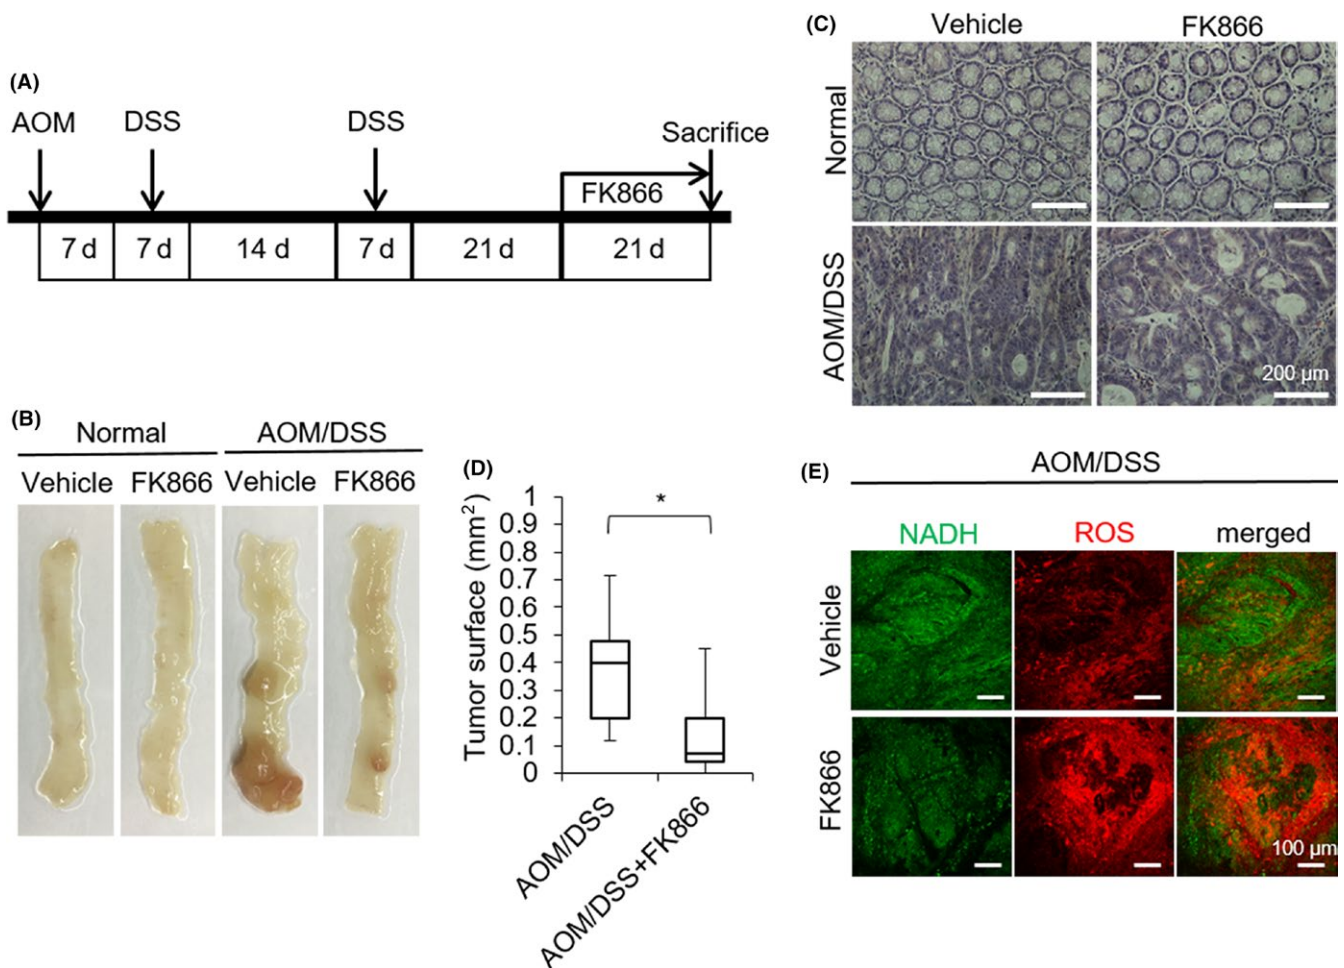 (A)
AOM
DSS
DSS
Sacrifice
FK866
7 d
7 d
14 d
7 d
21 d
21 d
(B)
Normal
AOM/DSS
Vehicle
FK866
Vehicle
FK866
(C)
Vehicle
FK866
Normal
AOM/DSS
200 µm
(D)
Tumor surface (mm²)
1
0.9
0.8
0.7
0.6
0.5
0.4
0.3
0.2
0.1
0
*
AOM/DSS
AOM/DSS+FK866
(E)
AOM/DSS
NADH
ROS
merged
Vehicle
FK866
100 µm